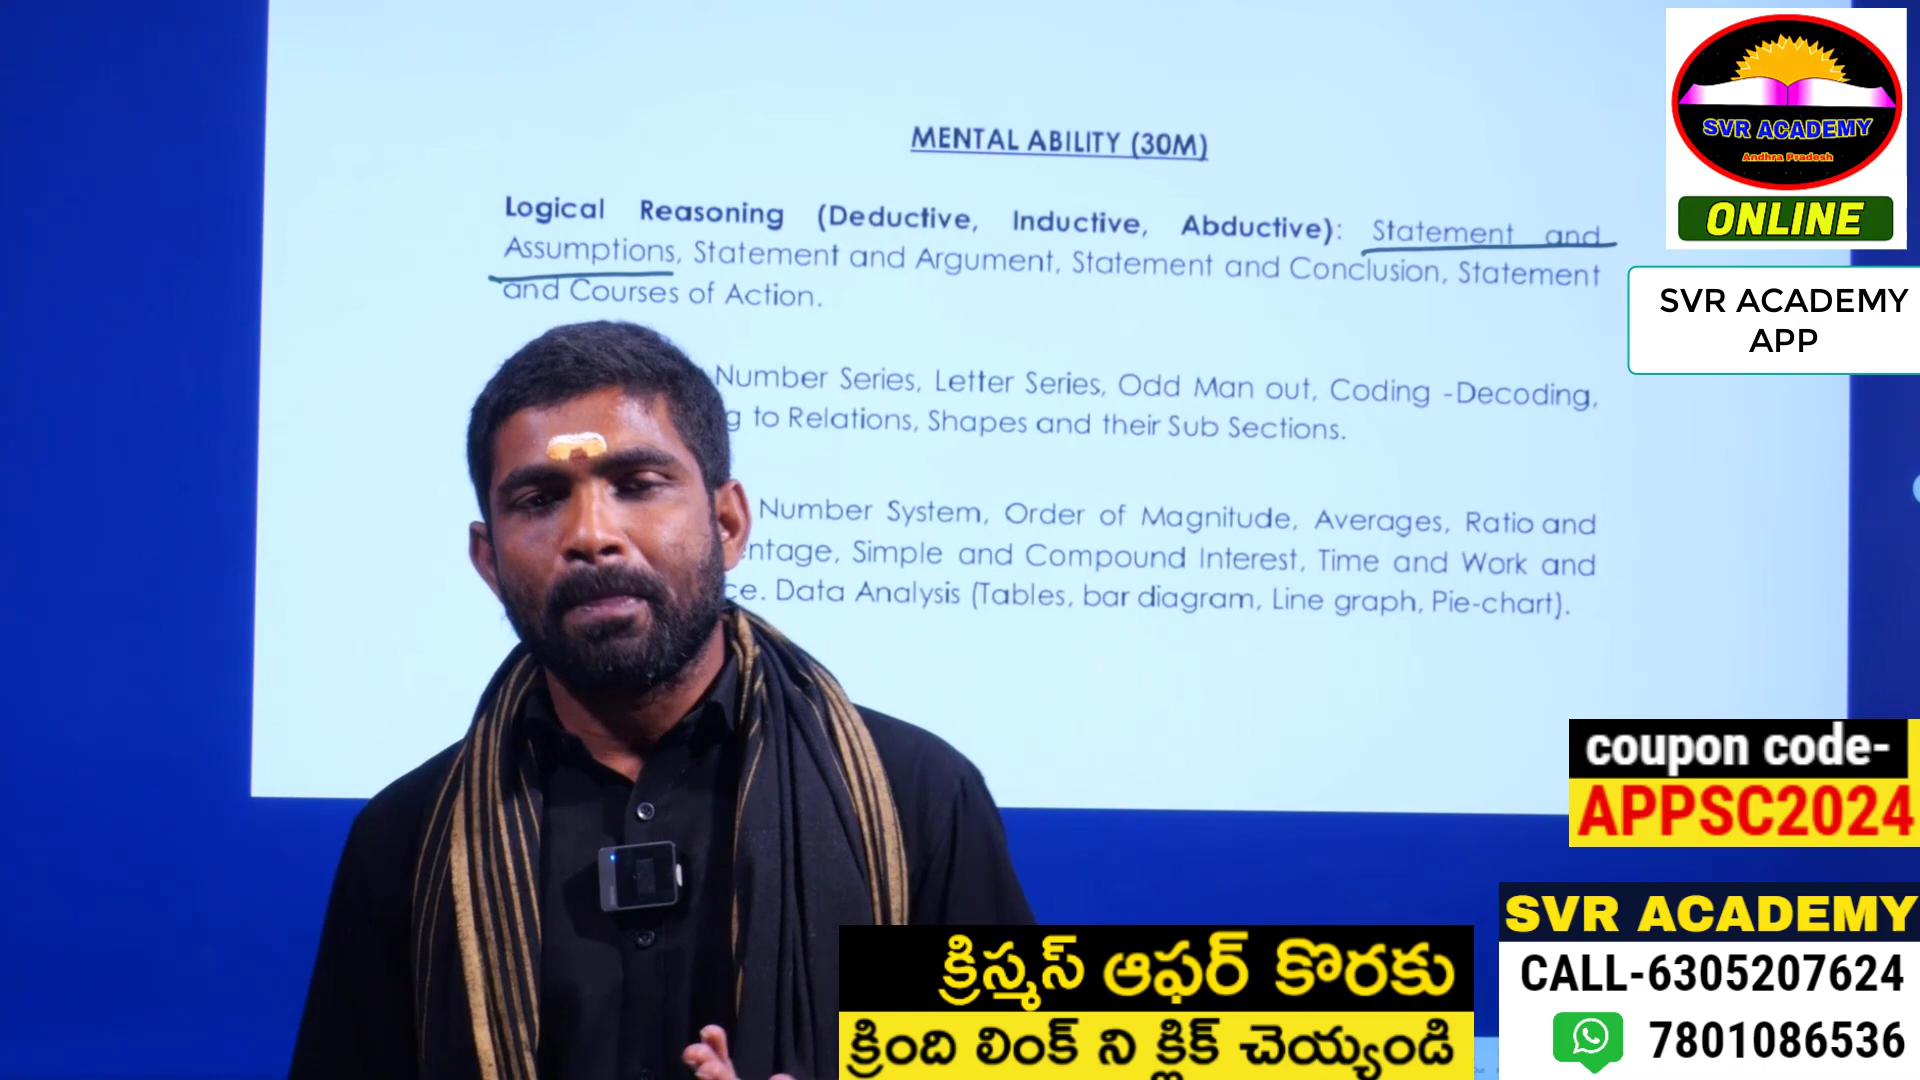 MENTAL ABILITY (30M)
Logical Reasoning (Deductive, Inductive, Abductive): Statement and
Assumptions, Statement and Argument, Statement and Conclusion, Statement
and Courses of Action.
Number Series, Letter Series, Odd Man out, Coding -Decoding,
to Relations, Shapes and their Sub Sections.
Number System, Order of Magnitude, Averages, Ratio and
Simple and Compound Interest, Time and Work and
Data Analysis (Tables, bar diagram, Line graph, Pie-chart).
SVR ACADEMY
Andhra Pradesh
ONLINE
SVR ACADEMY
APP
coupon code-
APPSC2024
SVR ACADEMY
CALL-6305207624
7801086536
క్రిస్మస్ ఆఫర్ కొరకు
క్రింది లింక్ ని క్లిక్ చెయ్యండి